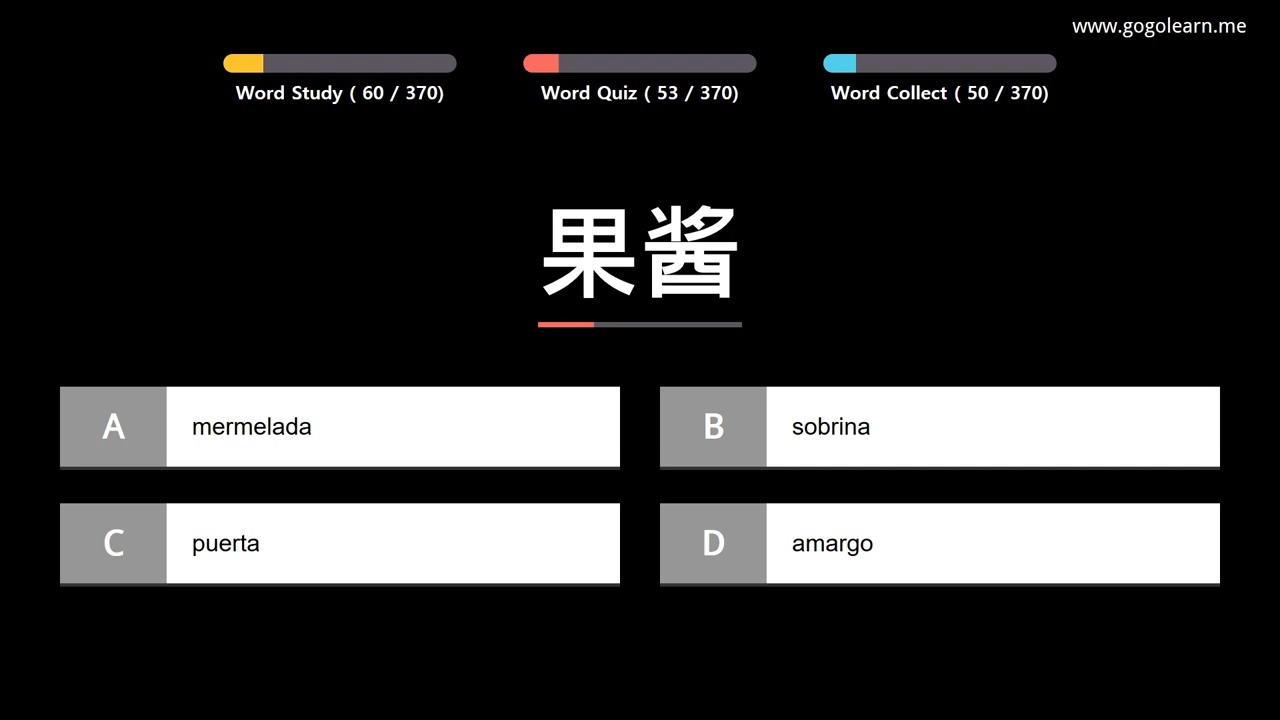 www.gogolearn.me
Word Study ( 60 / 370)
Word Quiz ( 53 / 370)
Word Collect ( 50 / 370)
果酱
A mermelada
B sobrina
C puerta
D amargo